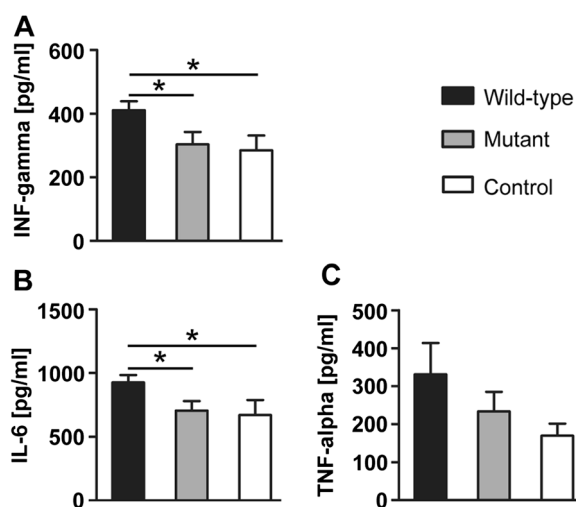 A
INF-gamma [pg/ml]
600
400
200
0
*
*
Wild-type
Mutant
Control
B
IL-6 [pg/ml]
1500
1000
500
0
*
*
C
TNF-alpha [pg/ml]
500
400
300
200
100
0